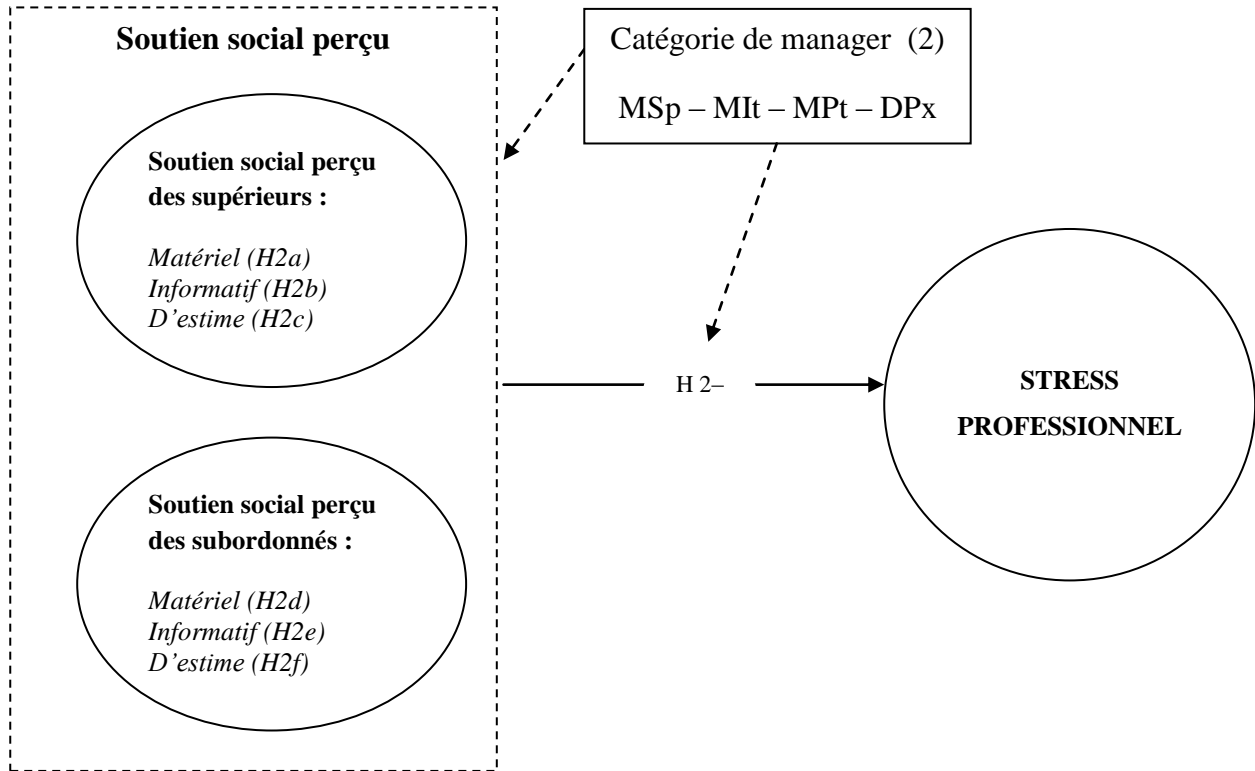 Soutien social perçu
Soutien social perçu
des supérieurs :
Matériel (H2a)
Informatif (H2b)
D’estime (H2c)
Soutien social perçu
des subordonnés :
Matériel (H2d)
Informatif (H2e)
D’estime (H2f)
Catégorie de manager (2)
MSp – MIt – MPt – DPx
H 2–
STRESS
PROFESSIONNEL